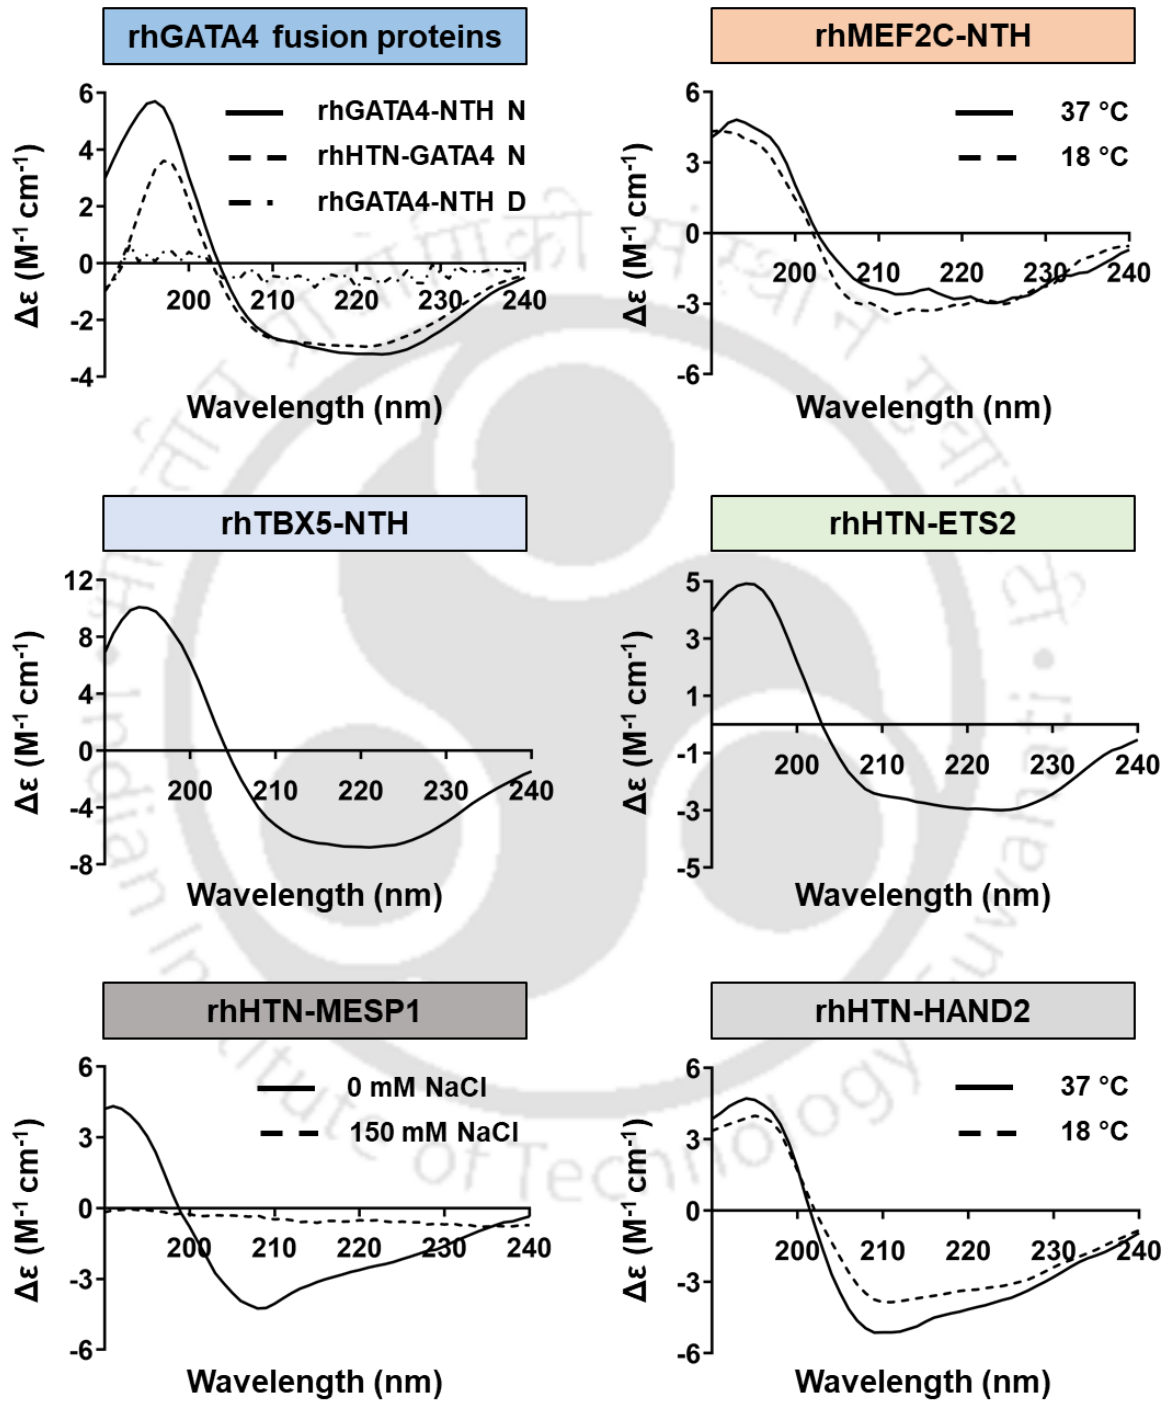 rhGATA4 fusion proteins
6
4
2
0
-2
-4
Δε (M⁻¹ cm⁻¹)
rhGATA4-NTH N
rhHTN-GATA4 N
rhGATA4-NTH D
200 210 220 230 240
Wavelength (nm)
rhMEF2C-NTH
6
3
0
-3
-6
Δε (M⁻¹ cm⁻¹)
37 °C
18 °C
200 210 220 230 240
Wavelength (nm)
rhTBX5-NTH
12
8
4
0
-4
-8
Δε (M⁻¹ cm⁻¹)
200 210 220 230 240
Wavelength (nm)
rhHTN-ETS2
5
3
1
-1
-3
-5
Δε (M⁻¹ cm⁻¹)
200 210 220 230 240
Wavelength (nm)
rhHTN-MESP1
6
3
0
-3
-6
Δε (M⁻¹ cm⁻¹)
0 mM NaCl
150 mM NaCl
200 210 220 230 240
Wavelength (nm)
rhHTN-HAND2
6
3
0
-3
-6
Δε (M⁻¹ cm⁻¹)
37 °C
18 °C
200 210 220 230 240
Wavelength (nm)
Indian Institute of Technology Guwahati